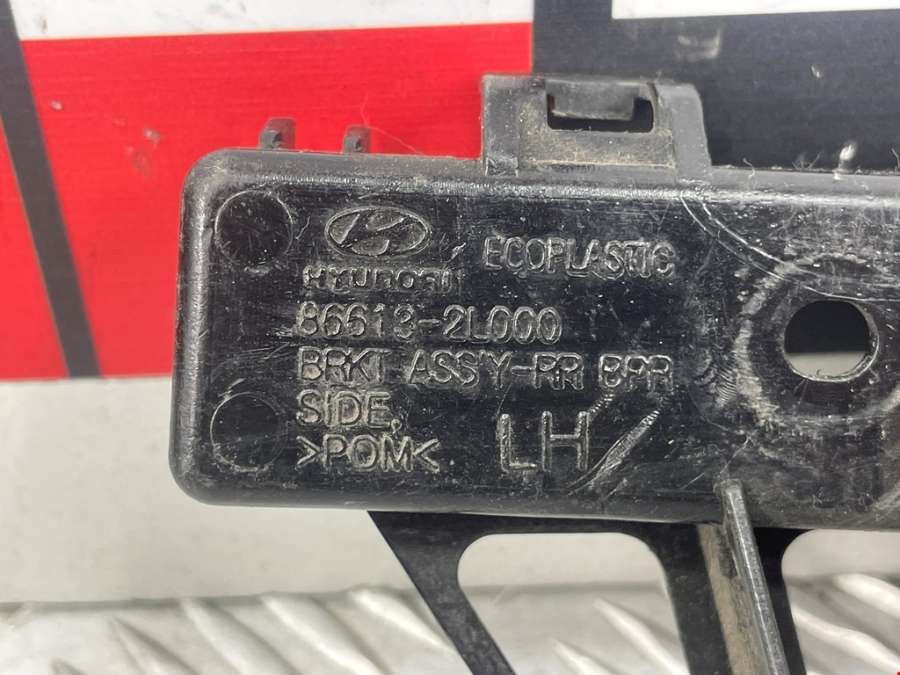 HYUNDAI ECOPLASTIC
86613-2L000
BRKT ASS'Y-RR BPR
SIDE,
>POM< LH